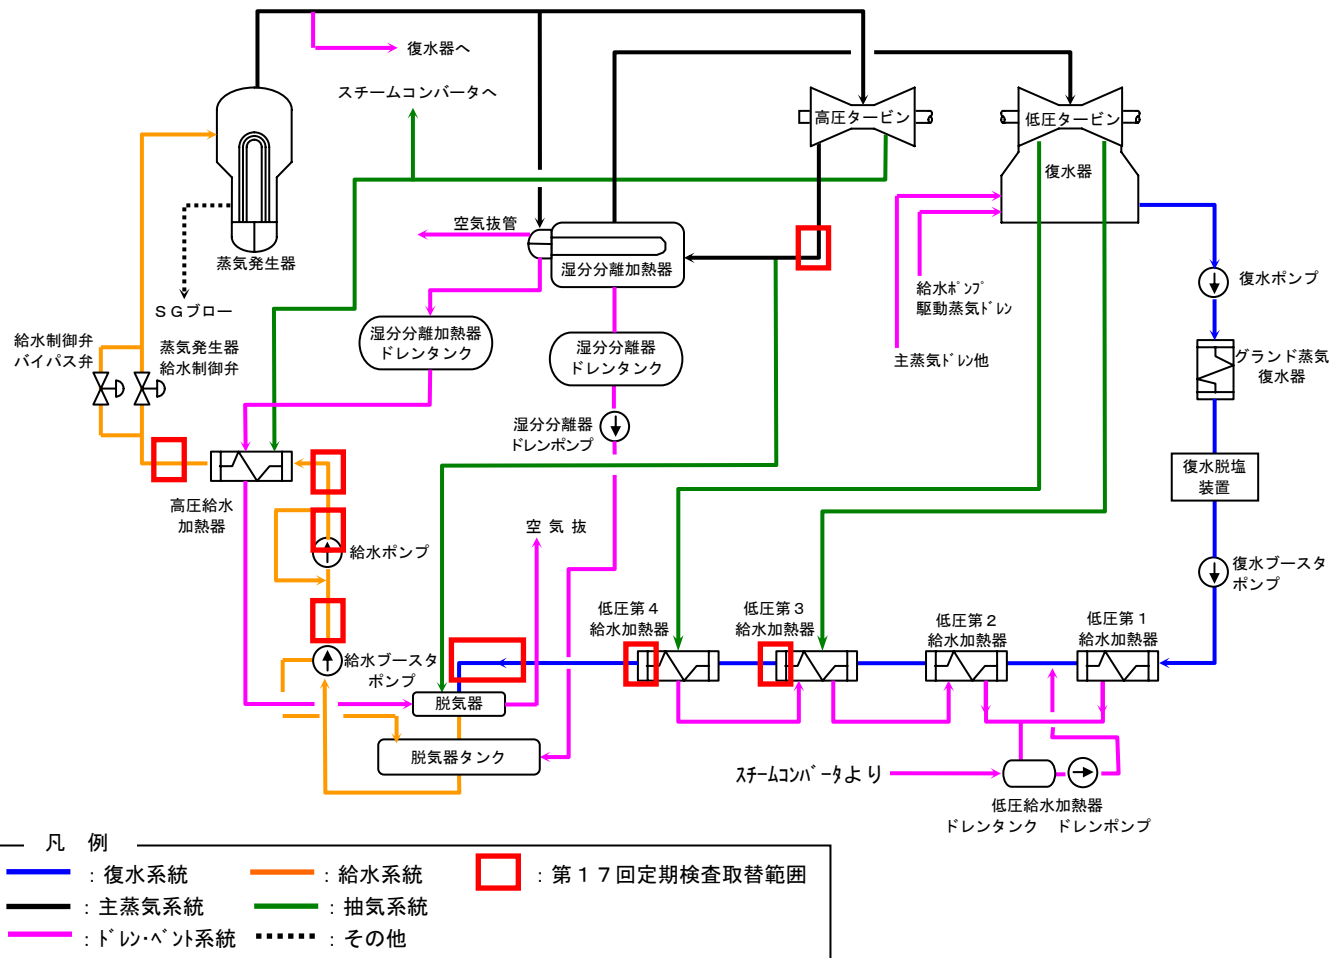 復水器へ
スチームコンバータへ
高圧タービン
低圧タービン
復水器
空気抜管
蒸気発生器
湿分分離加熱器
復水ポンプ
給水ﾎﾟﾝﾌﾟ
駆動蒸気ﾄﾞﾚﾝ
ＳＧブロー
給水制御弁
バイパス弁
蒸気発生器
給水制御弁
湿分分離加熱器
ドレンタンク
湿分分離器
ドレンタンク
主蒸気ﾄﾞﾚﾝ他
グランド蒸気
復水器
湿分分離器
ドレンポンプ
復水脱塩
装置
高圧給水
加熱器
空 気 抜
給水ポンプ
復水ブースタ
ポンプ
低圧第４
給水加熱器
低圧第３
給水加熱器
低圧第２
給水加熱器
低圧第１
給水加熱器
給水ブースタ
ポンプ
脱気器
脱気器タンク
ｽﾁｰﾑｺﾝﾊﾞｰﾀより
低圧給水加熱器
ドレンタンク　ドレンポンプ
凡　例
：復水系統
：給水系統
：第１７回定期検査取替範囲
：主蒸気系統
：抽気系統
：ﾄﾞﾚﾝ・ﾍﾞﾝﾄ系統
：その他